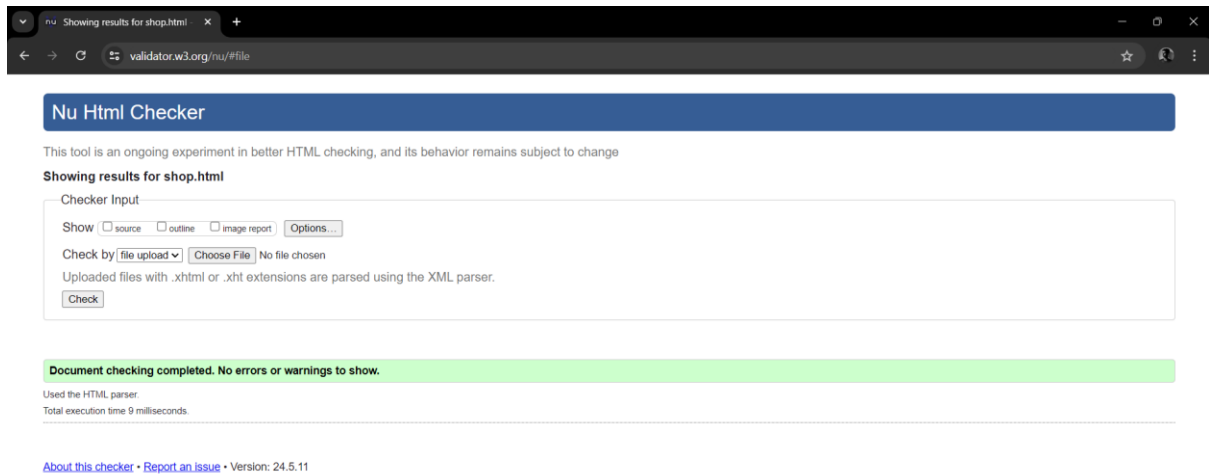 nu Showing results for shop.html
validator.w3.org/nu/#file
Nu Html Checker
This tool is an ongoing experiment in better HTML checking, and its behavior remains subject to change
Showing results for shop.html
Checker Input
Show source outline image report Options...
Check by file upload Choose File No file chosen
Uploaded files with .xhtml or .xht extensions are parsed using the XML parser.
Check
Document checking completed. No errors or warnings to show.
Used the HTML parser.
Total execution time 9 milliseconds.
About this checker • Report an issue • Version: 24.5.11